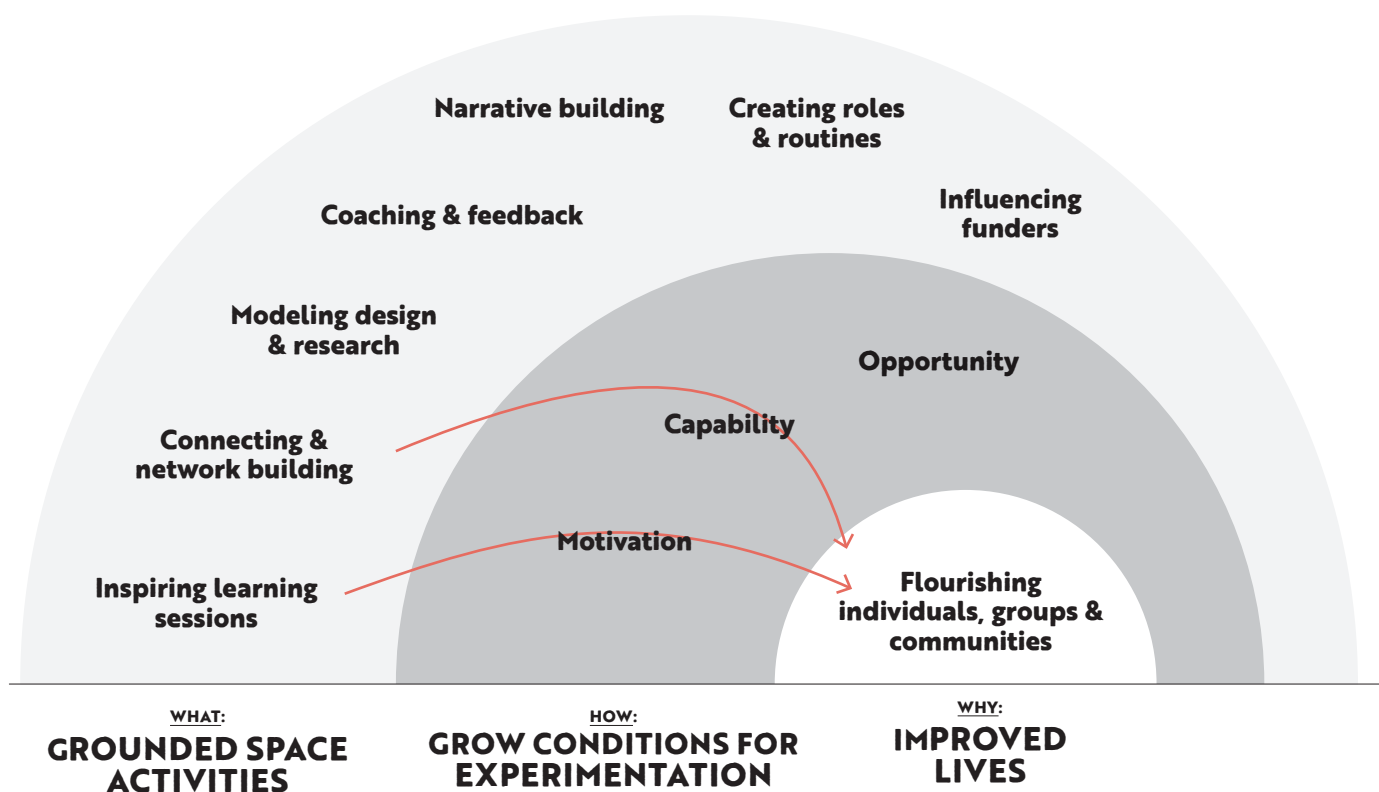 Narrative building
Creating roles
& routines
Influencing
funders
Coaching & feedback
Modeling design
& research
Opportunity
Capability
Connecting &
network building
Motivation
Inspiring learning
sessions
Flourishing
individuals, groups &
communities
WHAT:
GROUNDED SPACE
ACTIVITIES
HOW:
GROW CONDITIONS FOR
EXPERIMENTATION
WHY:
IMPROVED
LIVES